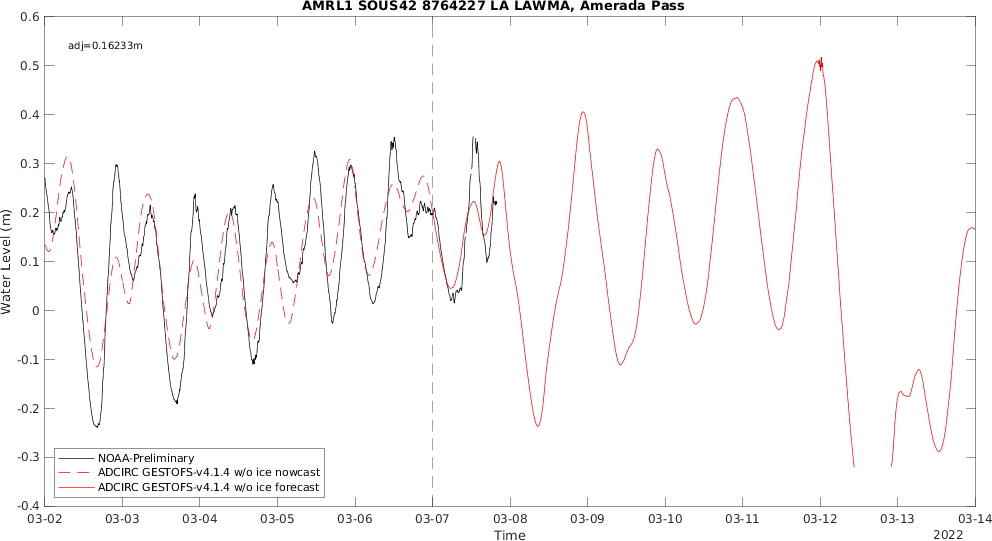 AMRL1 SOUS42 8764227 LA LAWMA, Amerada Pass
adj=0.16233m
0.6
0.5
0.4
0.3
0.2
0.1
0
-0.1
-0.2
-0.3
-0.4
Water Level (m)
NOAA-Preliminary
ADCIRC GESTOFS-v4.1.4 w/o ice nowcast
ADCIRC GESTOFS-v4.1.4 w/o ice forecast
03-02 03-03 03-04 03-05 03-06 03-07 03-08 03-09 03-10 03-11 03-12 03-13 03-14
Time
2022